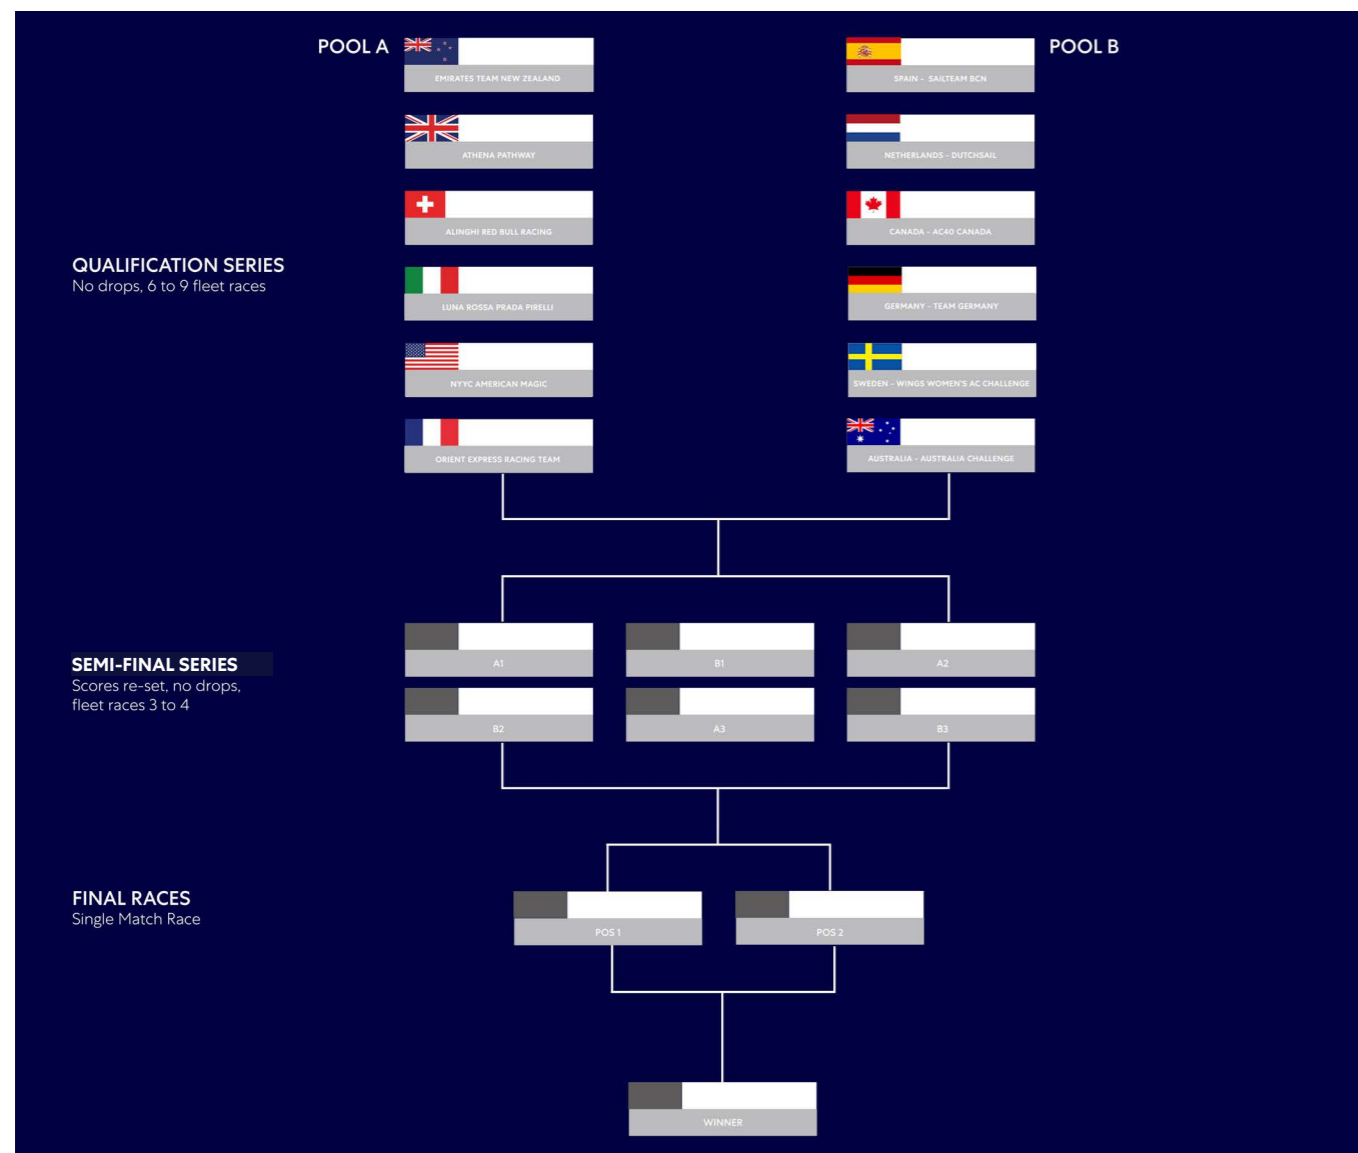 POOL A
POOL B
EMIRATES TEAM NEW ZEALAND
SPAIN - SAILTEAM BCN
ATHENA PATHWAY
NETHERLANDS - DUTCHSAIL
ALINGHI RED BULL RACING
CANADA - AC40 CANADA
QUALIFICATION SERIES
No drops, 6 to 9 fleet races
LUNA ROSSA PRADA PIRELLI
GERMANY - TEAM GERMANY
NYYC AMERICAN MAGIC
SWEDEN - WINGS WOMEN'S AC CHALLENGE
ORIENT EXPRESS RACING TEAM
AUSTRALIA - AUSTRALIA CHALLENGE
SEMI-FINAL SERIES
Scores re-set, no drops,
fleet races 3 to 4
A1
B1
A2
B2
A3
B3
FINAL RACES
Single Match Race
POS 1
POS 2
WINNER